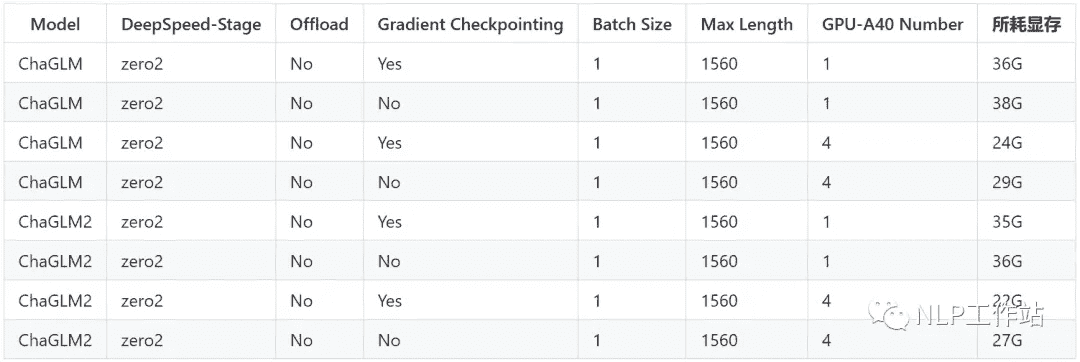 Model DeepSpeed-Stage Offload Gradient Checkpointing Batch Size Max Length GPU-A40 Number 所耗显存
ChaGLM zero2 No Yes 1 1560 1 36G
ChaGLM zero2 No No 1 1560 1 38G
ChaGLM zero2 No Yes 1 1560 4 24G
ChaGLM zero2 No No 1 1560 4 29G
ChaGLM2 zero2 No Yes 1 1560 1 35G
ChaGLM2 zero2 No No 1 1560 1 36G
ChaGLM2 zero2 No Yes 1 1560 4 22G
NLP工作站
ChaGLM2 zero2 No No 1 1560 4 27G